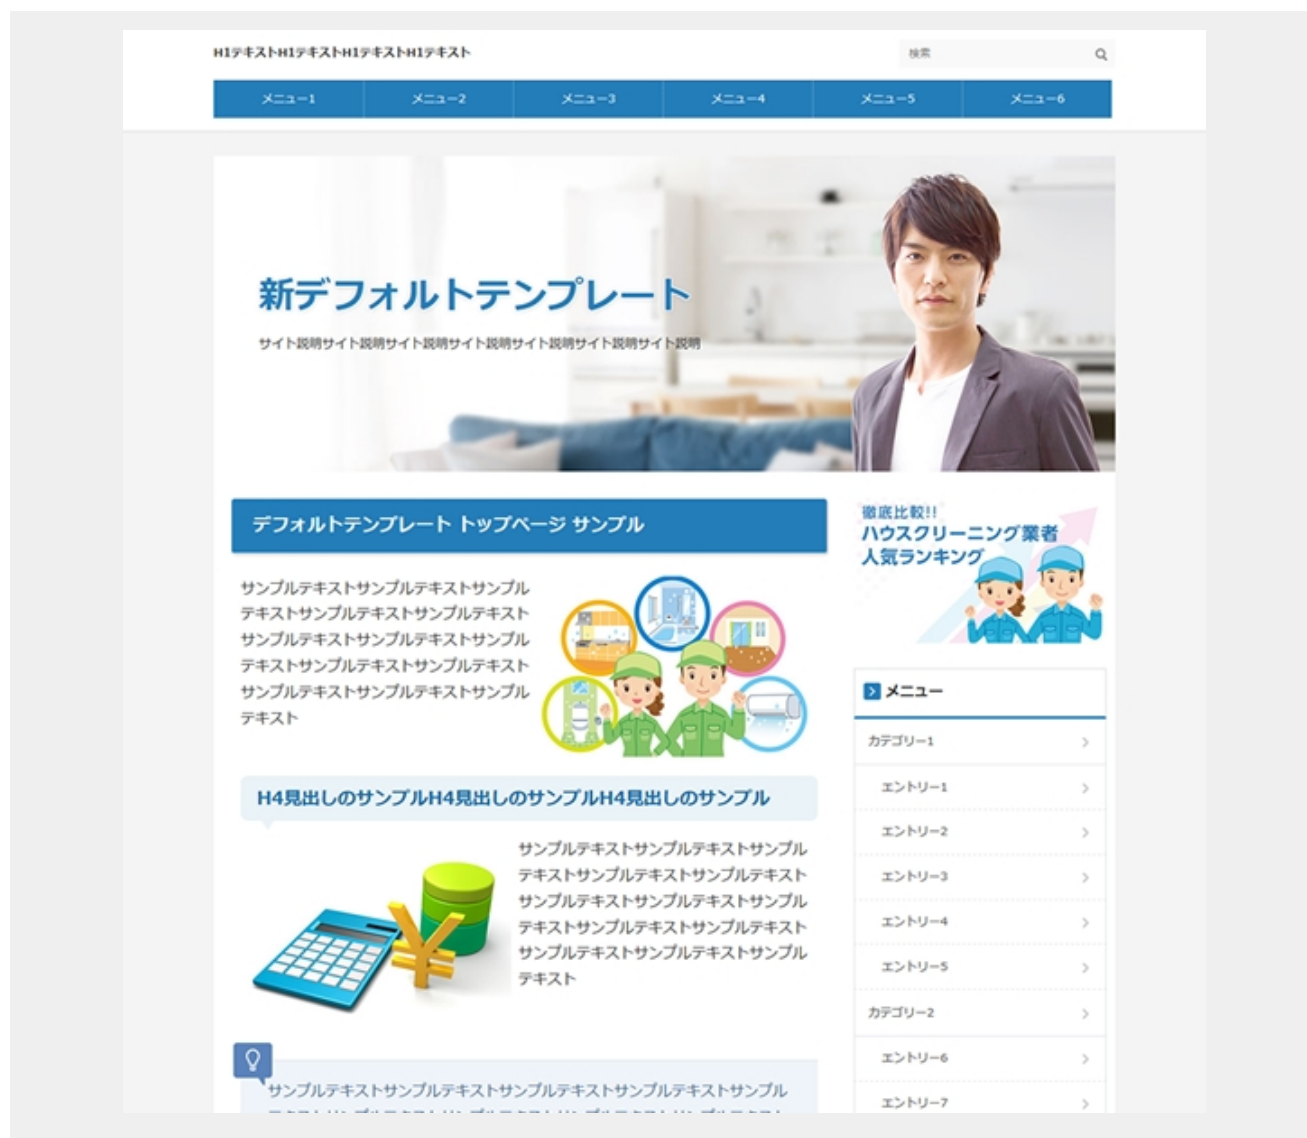 H1テキストH1テキストH1テキストH1テキスト
検索
メニュー1
メニュー2
メニュー3
メニュー4
メニュー5
メニュー6
新デフォルトテンプレート
サイト説明サイト説明サイト説明サイト説明サイト説明サイト説明サイト説明
デフォルトテンプレート トップページ サンプル
サンプルテキストサンプルテキストサンプル
テキストサンプルテキストサンプルテキスト
サンプルテキストサンプルテキストサンプル
テキストサンプルテキストサンプルテキスト
サンプルテキストサンプルテキストサンプル
テキスト
H4見出しのサンプルH4見出しのサンプルH4見出しのサンプル
サンプルテキストサンプルテキストサンプル
テキストサンプルテキストサンプルテキスト
サンプルテキストサンプルテキストサンプル
テキストサンプルテキストサンプルテキスト
サンプルテキストサンプルテキストサンプル
テキスト
サンプルテキストサンプルテキストサンプルテキストサンプルテキストサンプル
徹底比較!!
ハウスクリーニング業者
人気ランキング
メニュー
カテゴリー1
エントリー1
エントリー2
エントリー3
エントリー4
エントリー5
カテゴリー2
エントリー6
エントリー7